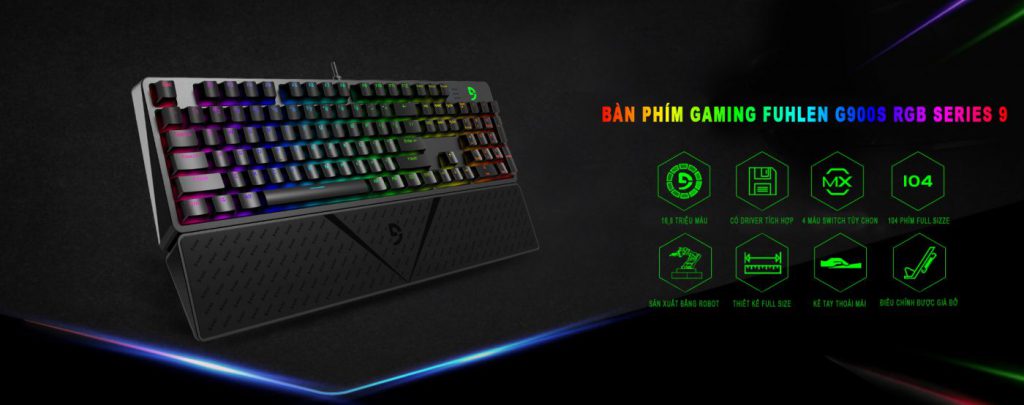 BÀN PHÍM GAMING FUHLEN G900S RGB SERIES 9
MX
104
16,8 TRIỆU MÀU
CÓ DRIVER TÍCH HỢP
4 MÀU SWITCH TÙY CHỌN
104 PHÍM FULL SIZZE
SẢN XUẤT BẰNG ROBOT
THIẾT KẾ FULL SIZE
KÊ TAY THOẢI MÁI
ĐIỀU CHỈNH ĐƯỢC GIÁ ĐỠ